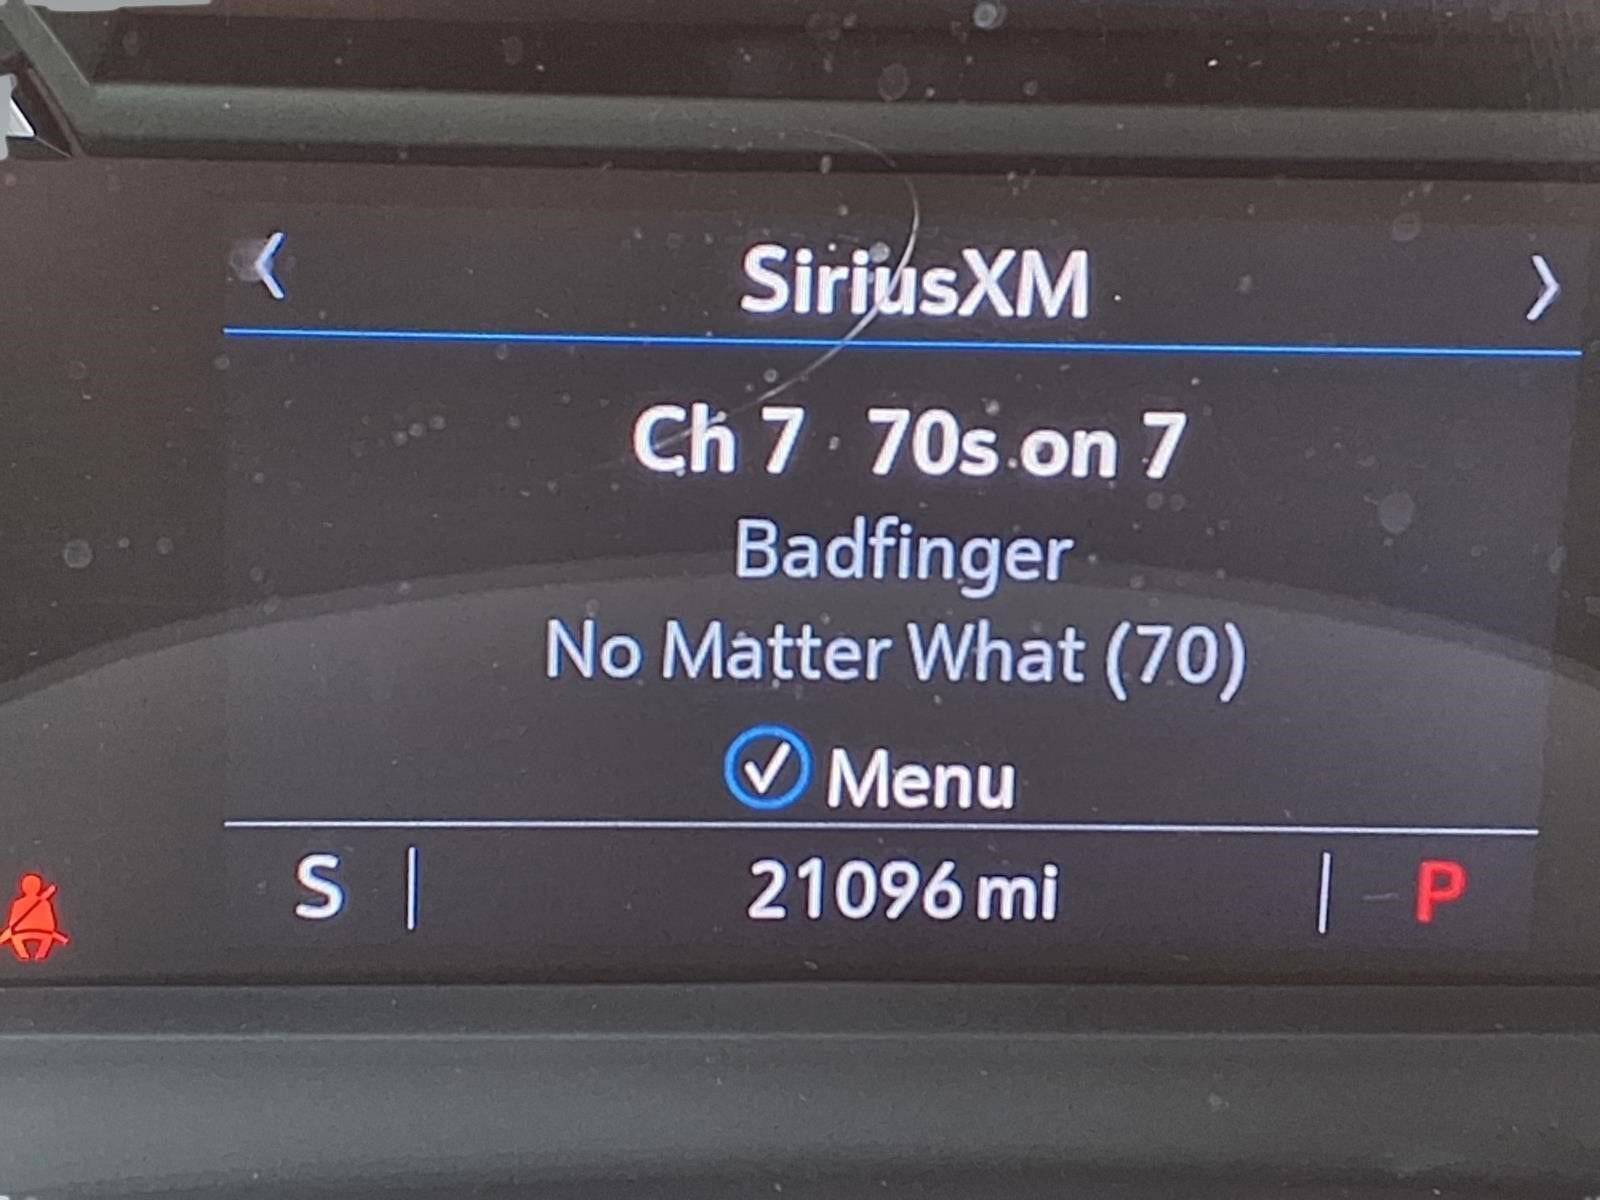 SiriusXM
Ch 7 70s on 7
Badfinger
No Matter What (70)
Menu
S 21096 mi P